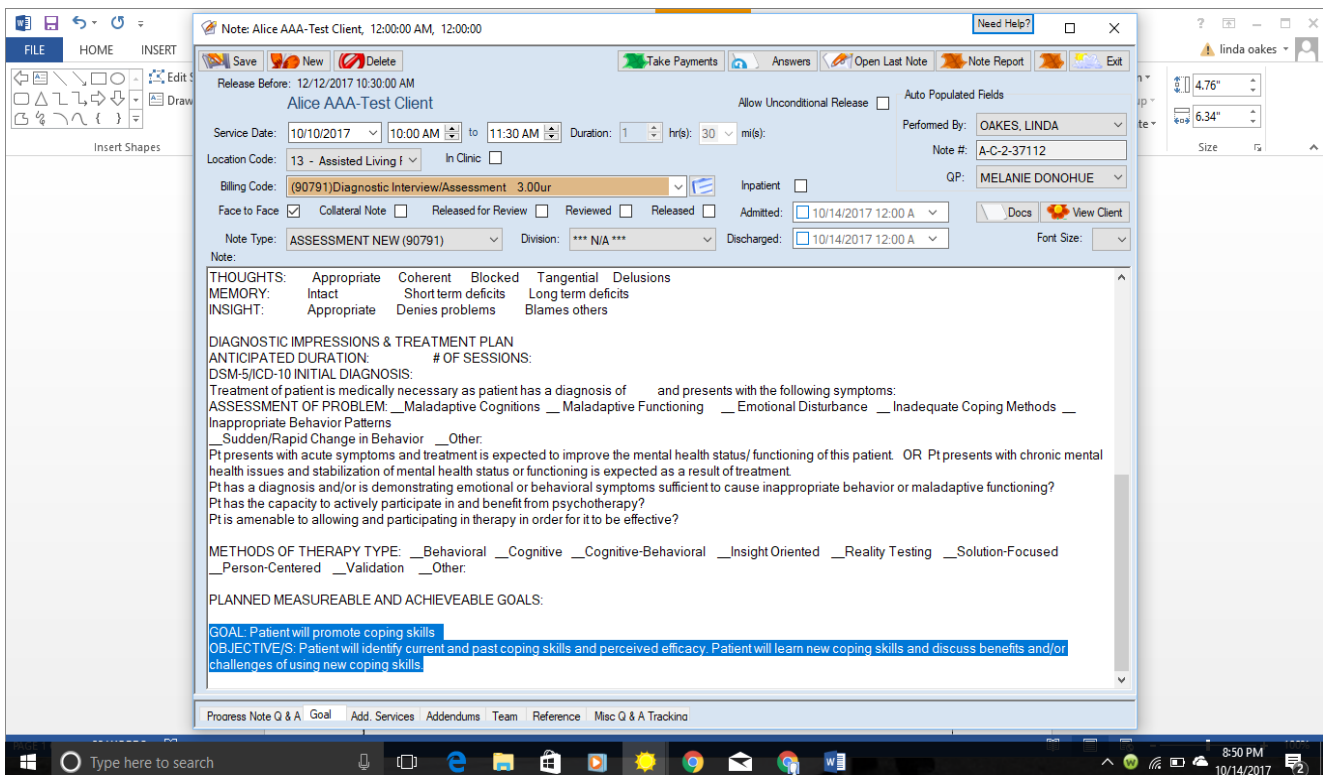 Note: Alice AAA-Test Client, 12:00:00 AM, 12:00:00
Need Help?
FILE HOME INSERT
linda oakes
Save New Delete Take Payments Answers Open Last Note Note Report Exit
Edit S
Draw
Insert Shapes
4.76"
6.34"
Size
Release Before: 12/12/2017 10:30:00 AM
Alice AAA-Test Client
Allow Unconditional Release
Auto Populated Fields
Service Date: 10/10/2017 10:00 AM to 11:30 AM Duration: 1 hr(s): 30 mi(s):
Performed By: OAKES, LINDA
Location Code: 13 - Assisted Living F In Clinic
Note #: A-C-2-37112
Billing Code: (90791)Diagnostic Interview/Assessment 3.00ur
Inpatient
QP: MELANIE DONOHUE
Face to Face Collateral Note Released for Review Reviewed Released
Admitted: 10/14/2017 12:00 A
Docs View Client
Note Type: ASSESSMENT NEW (90791) Division: *** N/A ***
Discharged: 10/14/2017 12:00 A
Font Size:
Note:
THOUGHTS: Appropriate Coherent Blocked Tangential Delusions
MEMORY: Intact Short term deficits Long term deficits
INSIGHT: Appropriate Denies problems Blames others
DIAGNOSTIC IMPRESSIONS & TREATMENT PLAN
ANTICIPATED DURATION: # OF SESSIONS:
DSM-5/ICD-10 INITIAL DIAGNOSIS:
Treatment of patient is medically necessary as patient has a diagnosis of and presents with the following symptoms:
ASSESSMENT OF PROBLEM: __Maladaptive Cognitions __ Maladaptive Functioning __ Emotional Disturbance __ Inadequate Coping Methods __
Inappropriate Behavior Patterns
__Sudden/Rapid Change in Behavior __Other:
Pt presents with acute symptoms and treatment is expected to improve the mental health status/ functioning of this patient. OR Pt presents with chronic mental
health issues and stabilization of mental health status or functioning is expected as a result of treatment.
Pt has a diagnosis and/or is demonstrating emotional or behavioral symptoms sufficient to cause inappropriate behavior or maladaptive functioning?
Pt has the capacity to actively participate in and benefit from psychotherapy?
Pt is amenable to allowing and participating in therapy in order for it to be effective?
METHODS OF THERAPY TYPE: __Behavioral __Cognitive __Cognitive-Behavioral __Insight Oriented __Reality Testing __Solution-Focused
__Person-Centered __Validation __Other:
PLANNED MEASUREABLE AND ACHIEVEABLE GOALS:
GOAL: Patient will promote coping skills
OBJECTIVE/S: Patient will identify current and past coping skills and perceived efficacy. Patient will learn new coping skills and discuss benefits and/or
challenges of using new coping skills.
Progress Note Q & A Goal Add. Services Addendums Team Reference Misc Q & A Tracking
100%
Type here to search
8:50 PM
10/14/2017